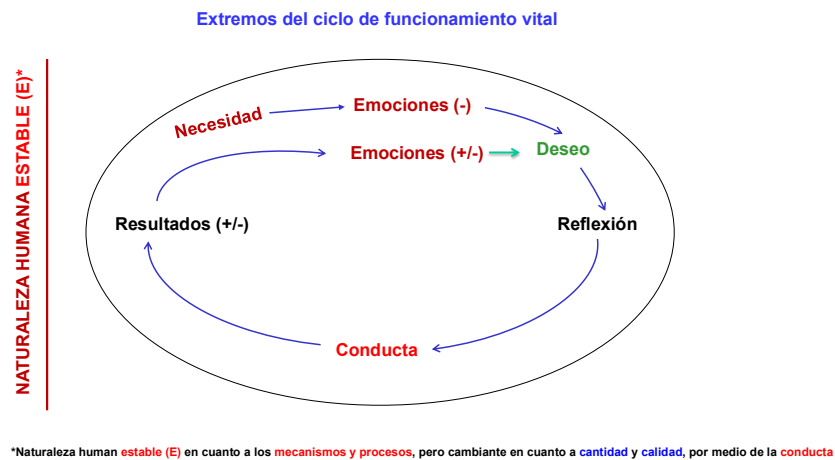 Extremos del ciclo de funcionamiento vital
NATURALEZA HUMANA ESTABLE (E)*
Necesidad
Emociones (-)
Emociones (+/-)
Deseo
Resultados (+/-)
Reflexión
Conducta
*Naturaleza human estable (E) en cuanto a los mecanismos y procesos, pero cambiante en cuanto a cantidad y calidad, por medio de la conducta